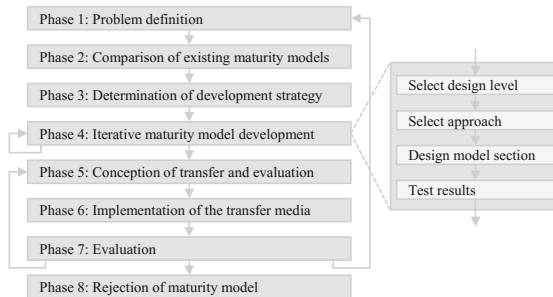 Phase 1: Problem definition
Phase 2: Comparison of existing maturity models
Phase 3: Determination of development strategy
Phase 4: Iterative maturity model development
Phase 5: Conception of transfer and evaluation
Phase 6: Implementation of the transfer media
Phase 7: Evaluation
Phase 8: Rejection of maturity model
Select design level
Select approach
Design model section
Test results